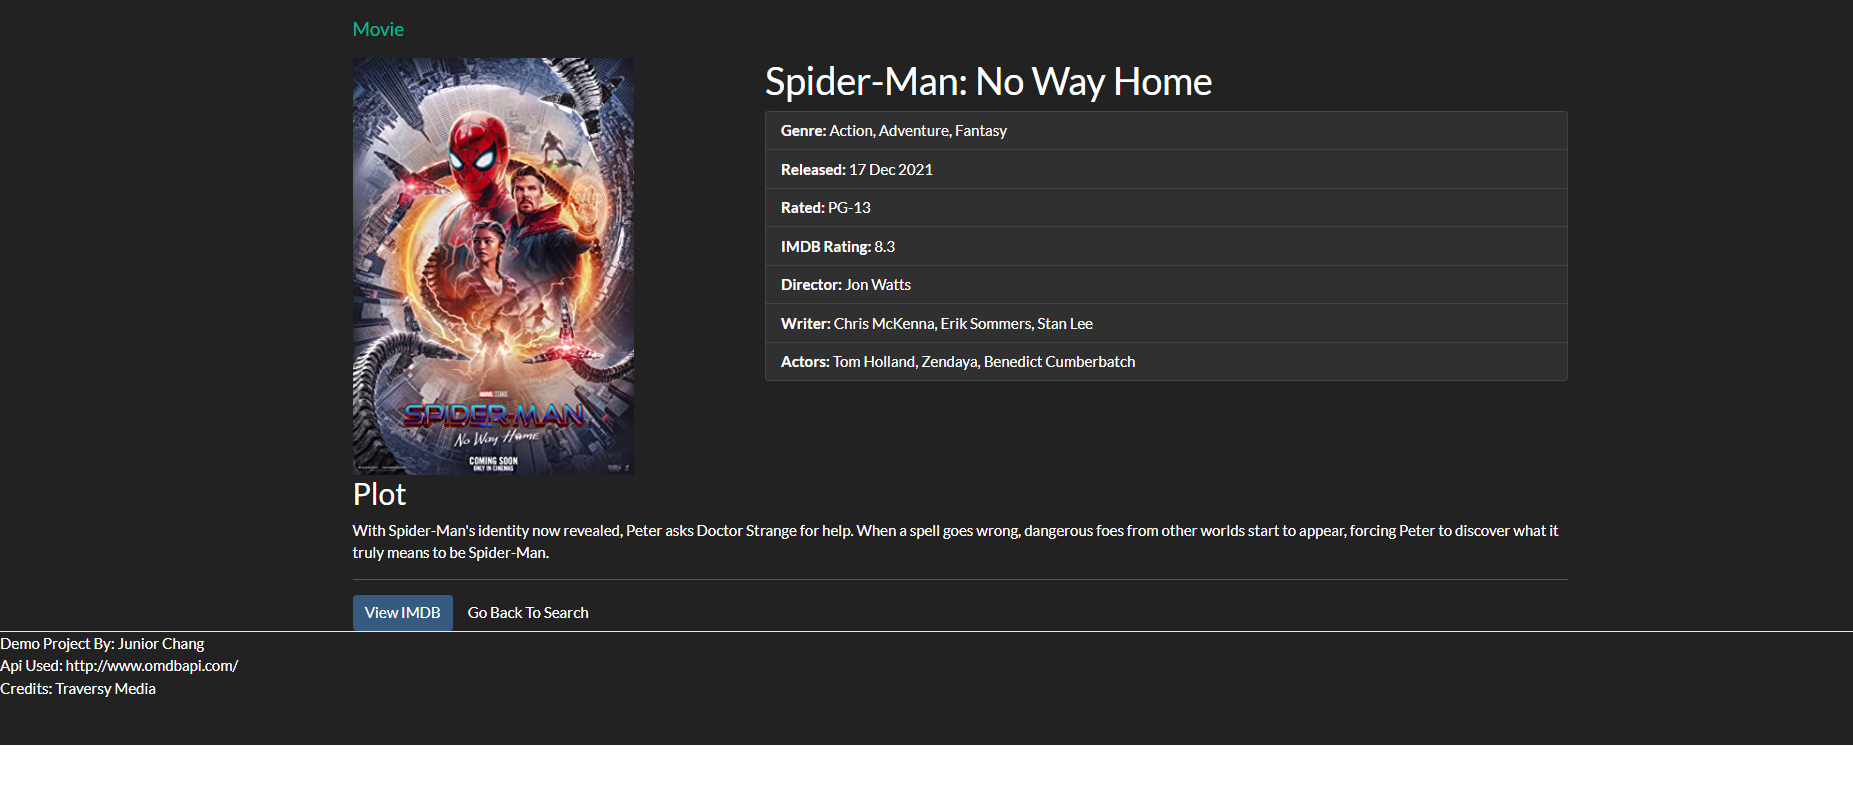 Movie
MARVEL STUDIOS
SPIDER-MAN
No Way Home
COMING SOON
ONLY IN CINEMAS
Spider-Man: No Way Home
Genre: Action, Adventure, Fantasy
Released: 17 Dec 2021
Rated: PG-13
IMDB Rating: 8.3
Director: Jon Watts
Writer: Chris McKenna, Erik Sommers, Stan Lee
Actors: Tom Holland, Zendaya, Benedict Cumberbatch
Plot
With Spider-Man's identity now revealed, Peter asks Doctor Strange for help. When a spell goes wrong, dangerous foes from other worlds start to appear, forcing Peter to discover what it
truly means to be Spider-Man.
View IMDB Go Back To Search
Demo Project By: Junior Chang
Api Used: http://www.omdbapi.com/
Credits: Traversy Media